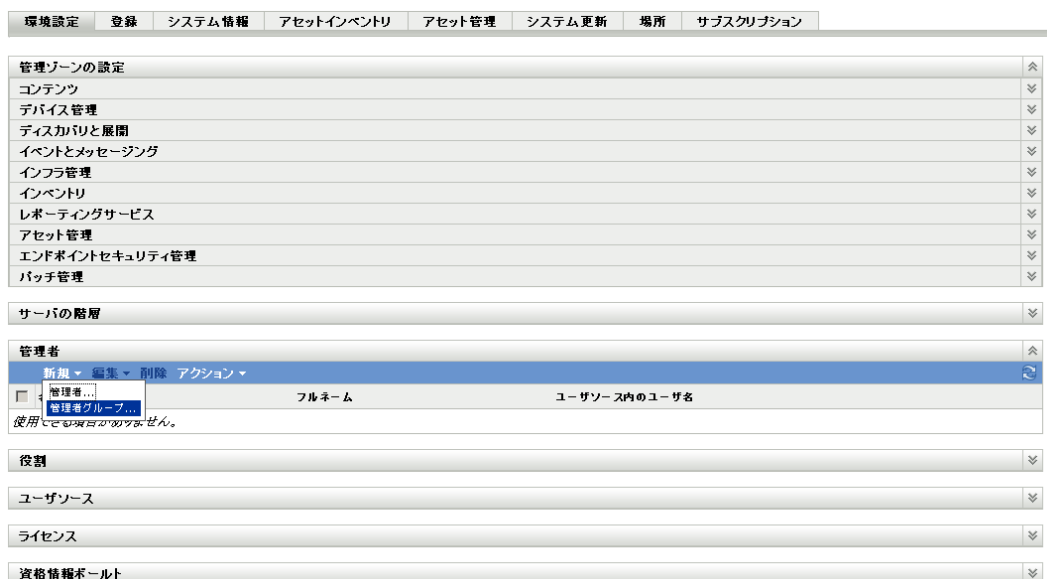 環境設定 登録 システム情報 アセットインベントリ アセット管理 システム更新 場所 サブスクリプション
管理ゾーンの設定
コンテンツ
デバイス管理
ディスカバリと展開
イベントとメッセージング
インフラ管理
インベントリ
レポーティングサービス
アセット管理
エンドポイントセキュリティ管理
パッチ管理
サーバの階層
管理者
新規 編集 削除 アクション
管理者...
フルネーム ユーザソース内のユーザ名
管理者グループ...
使用できる項目がありません。
役割
ユーザソース
ライセンス
資格情報ボールト